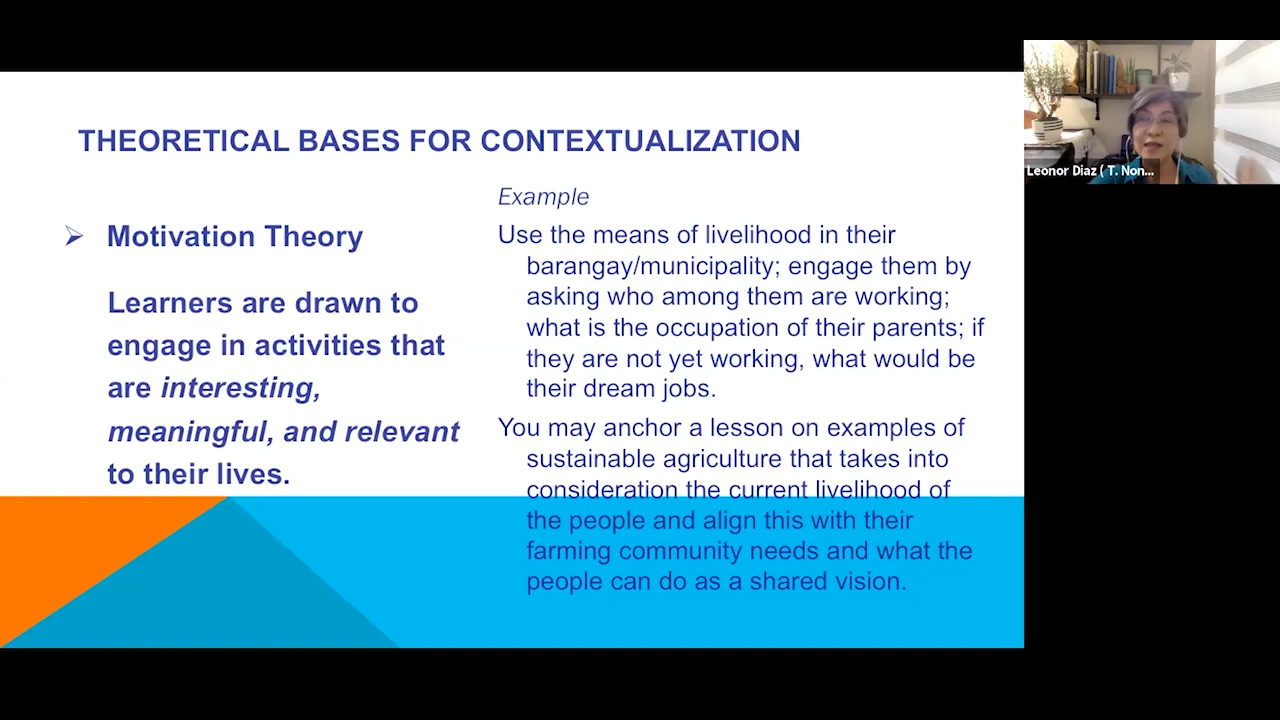 THEORETICAL BASES FOR CONTEXTUALIZATION
Motivation Theory
Learners are drawn to
engage in activities that
are interesting,
meaningful, and relevant
to their lives.
Example
Use the means of livelihood in their
barangay/municipality; engage them by
asking who among them are working;
what is the occupation of their parents; if
they are not yet working, what would be
their dream jobs.
You may anchor a lesson on examples of
sustainable agriculture that takes into
consideration the current livelihood of
the people and align this with their
farming community needs and what the
people can do as a shared vision.
Leonor Diaz ( T. Non...